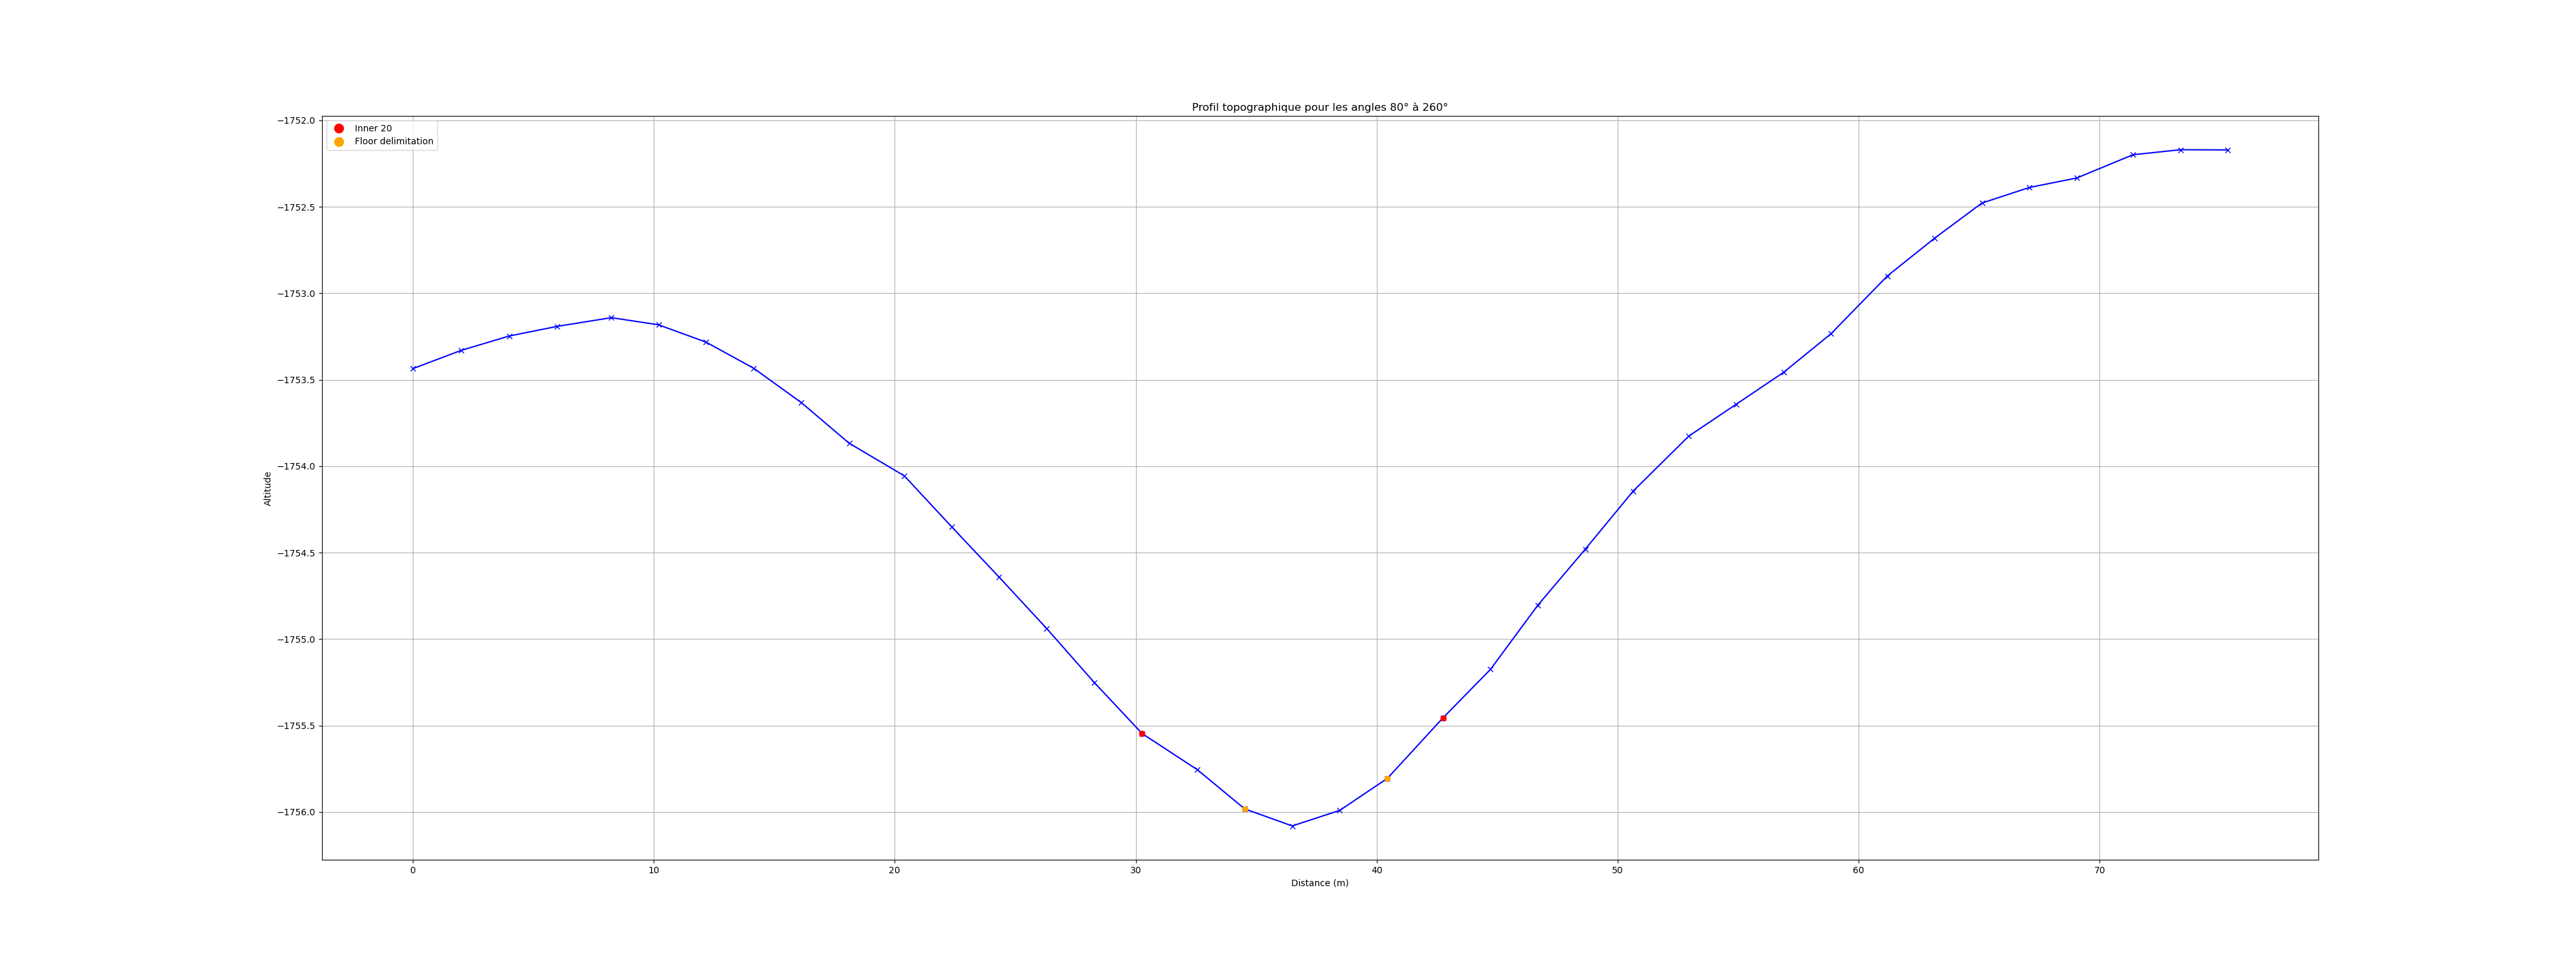 Profil topographique pour les angles 80° à 260°
Inner 20
Floor delimitation
−1752.0
−1752.5
−1753.0
−1753.5
−1754.0
−1754.5
−1755.0
−1755.5
−1756.0
Altitude
0 10 20 30 40 50 60 70
Distance (m)